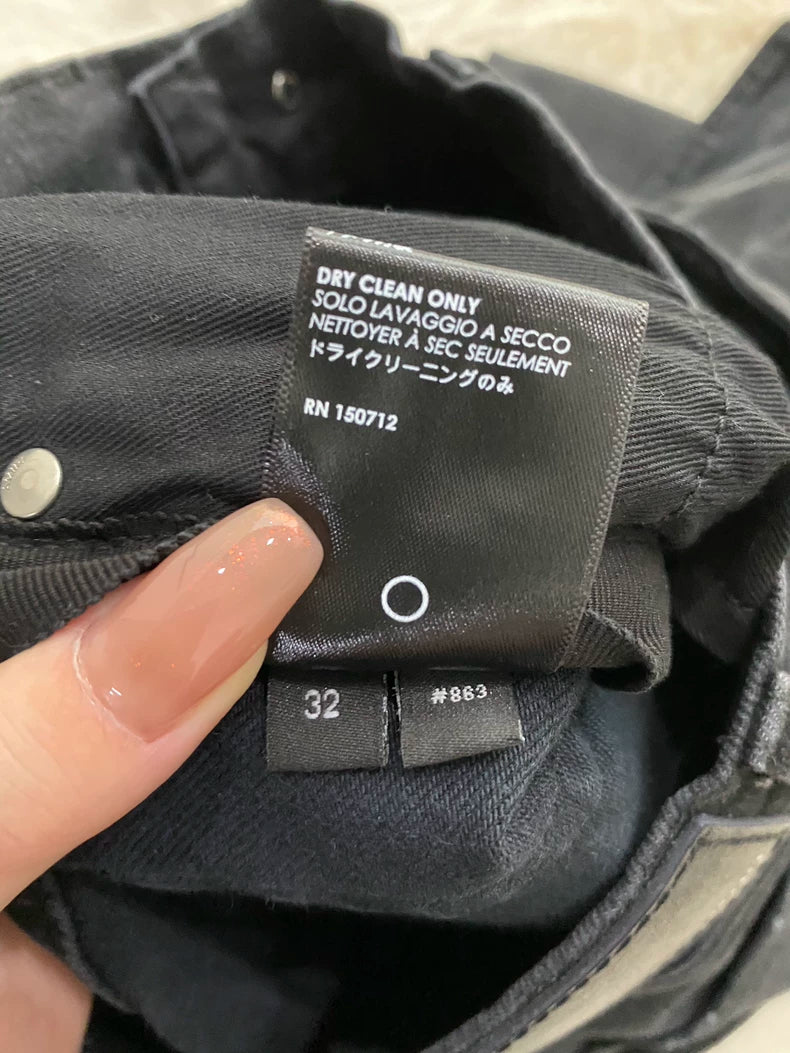 DRY CLEAN ONLY
SOLO LAVAGGIO A SECCO
NETTOYER À SEC SEULEMENT
ドライクリーニングのみ
RN 150712
32
#863